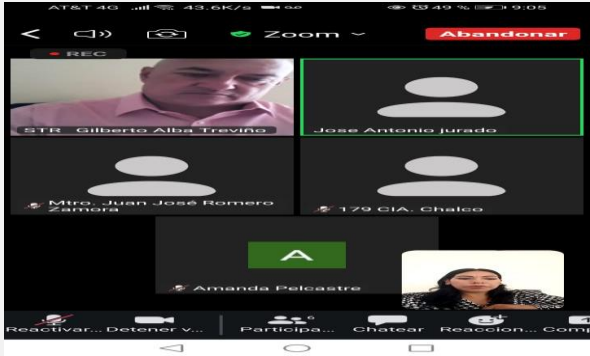 AT&T 4G 43.6K/s 49 % 9:05
Zoom Abandonar
REC
STR Gilberto Alba Treviño
Jose Antonio jurado
Mtro. Juan José Romero
Zamora
179 CIA. Chalco
A
Amanda Pelcastre
6
Reactivar... Detener v... Participa... Chatear Reaccion... Comp